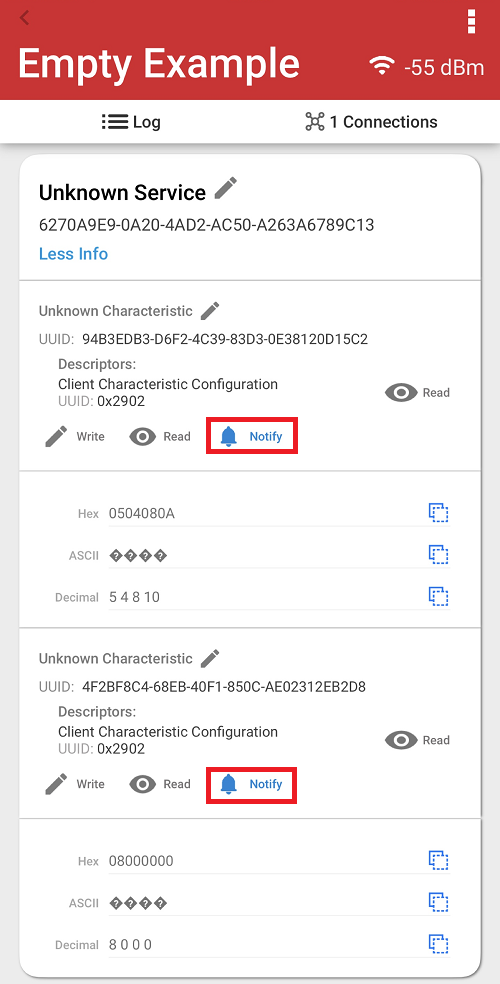 Empty Example
-55 dBm
Log
1 Connections
Unknown Service
6270A9E9-0A20-4AD2-AC50-A263A6789C13
Less Info
Unknown Characteristic
UUID: 94B3EDB3-D6F2-4C39-83D3-0E38120D15C2
Descriptors:
Client Characteristic Configuration
UUID: 0x2902
Read
Write Read Notify
Hex 0504080A
ASCII ����
Decimal 5 4 8 10
Unknown Characteristic
UUID: 4F2BF8C4-68EB-40F1-850C-AE02312EB2D8
Descriptors:
Client Characteristic Configuration
UUID: 0x2902
Read
Write Read Notify
Hex 08000000
ASCII ����
Decimal 8 0 0 0